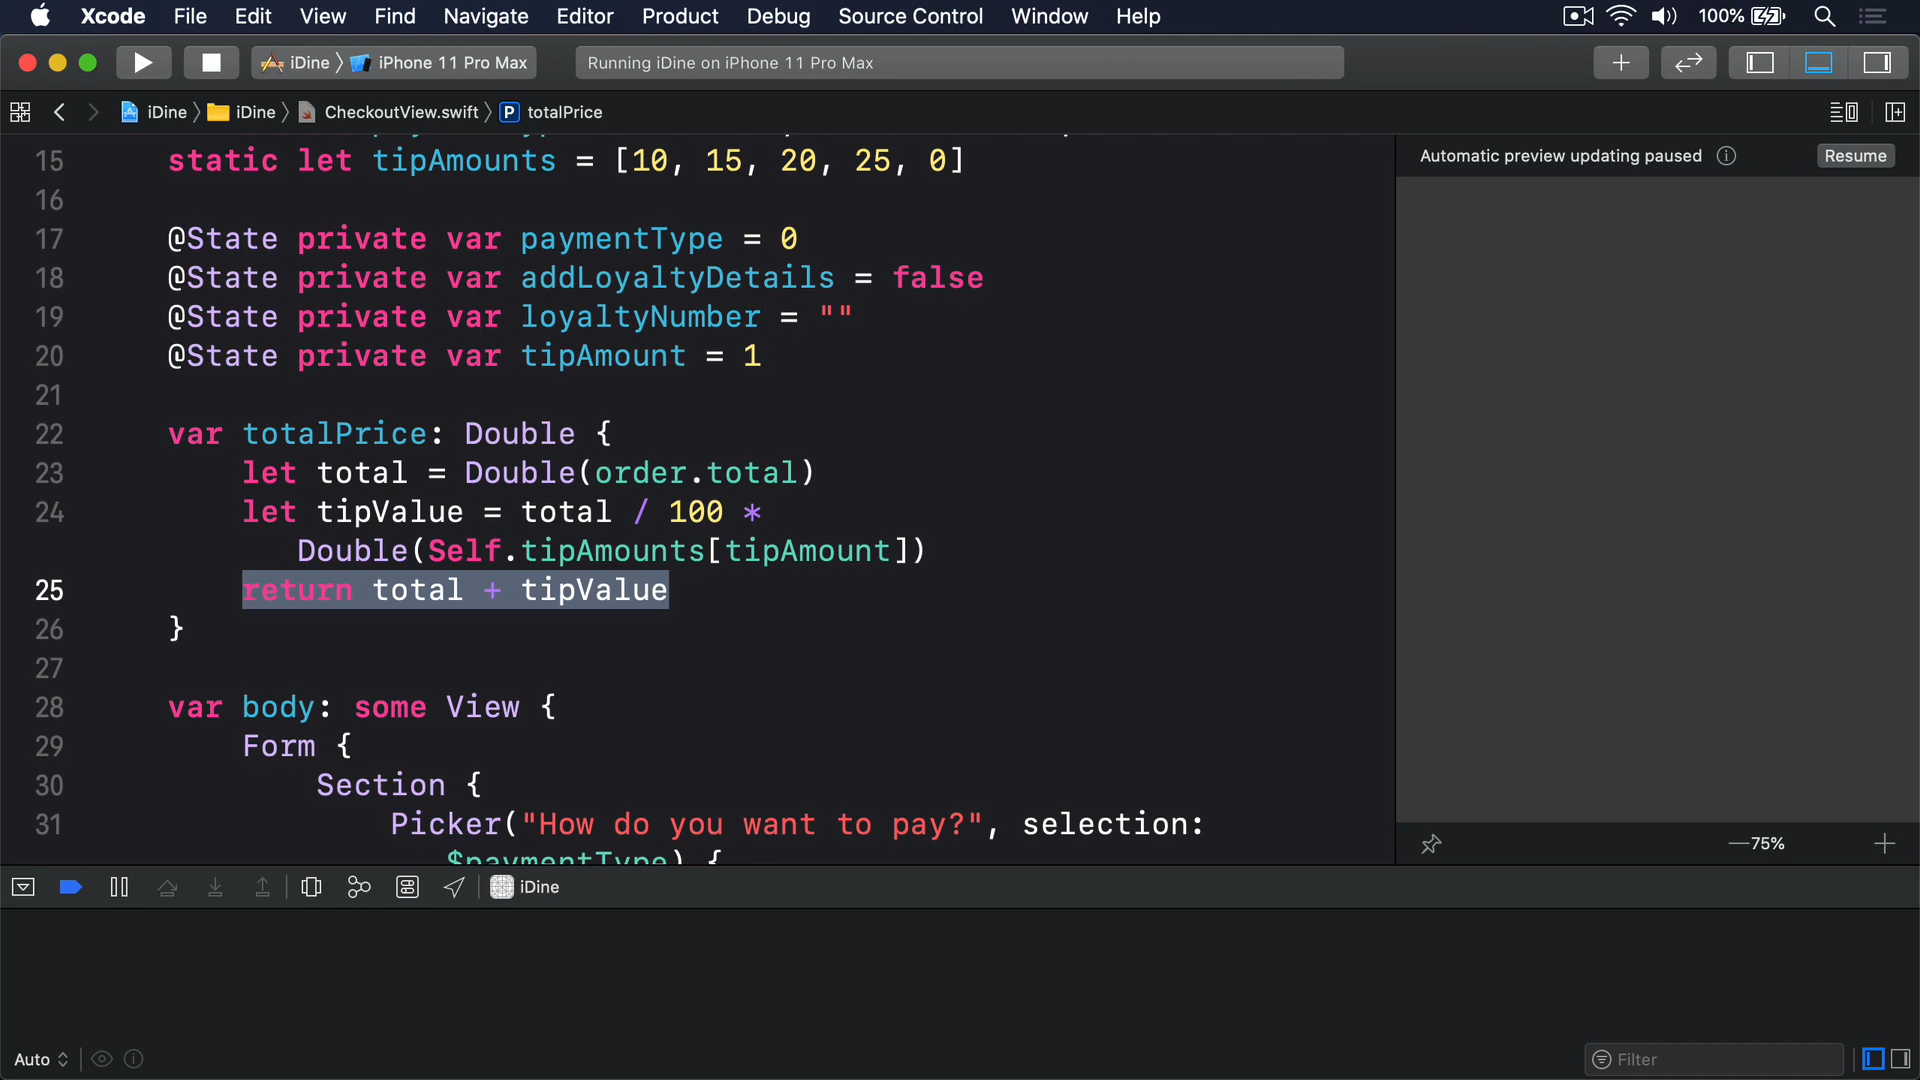 Xcode File Edit View Find Navigate Editor Product Debug Source Control Window Help 100%
iDine iPhone 11 Pro Max Running iDine on iPhone 11 Pro Max
iDine iDine CheckoutView.swift P totalPrice
Automatic preview updating paused Resume
15 static let tipAmounts = [10, 15, 20, 25, 0]
16
17 @State private var paymentType = 0
18 @State private var addLoyaltyDetails = false
19 @State private var loyaltyNumber = ""
20 @State private var tipAmount = 1
21
22 var totalPrice: Double {
23 let total = Double(order.total)
24 let tipValue = total / 100 *
Double(Self.tipAmounts[tipAmount])
25 return total + tipValue
26 }
27
28 var body: some View {
29 Form {
30 Section {
31 Picker("How do you want to pay?", selection:
$paymentType) {
75%
iDine
Auto Filter